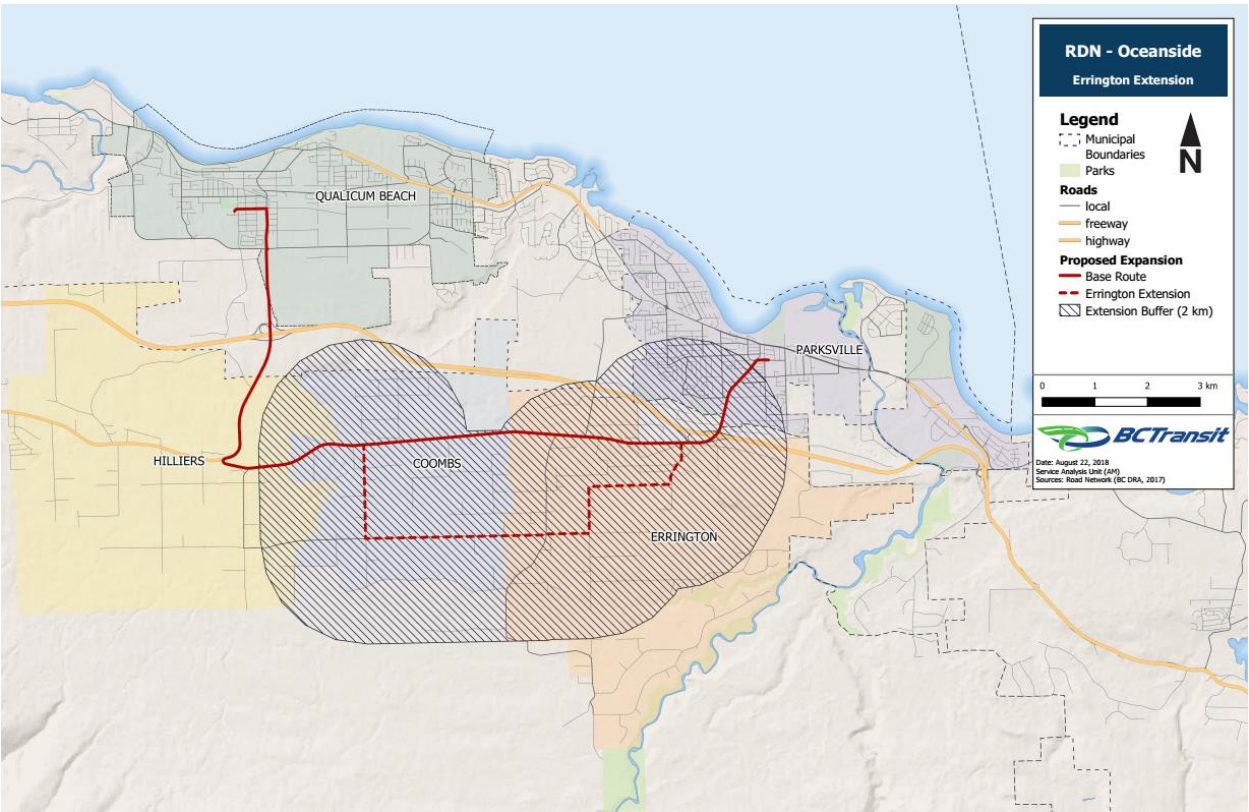 RDN - Oceanside
Errington Extension
Legend
Municipal
Boundaries
Parks
N
Roads
local
freeway
highway
Proposed Expansion
Base Route
Errington Extension
Extension Buffer (2 km)
0 1 2 3 km
BCTransit
Date: August 22, 2018
Service Analysis Unit (AM)
Sources: Road Network (BC DRA, 2017)
QUALICUM BEACH
PARKSVILLE
HILLIERS
COOMBS
ERRINGTON